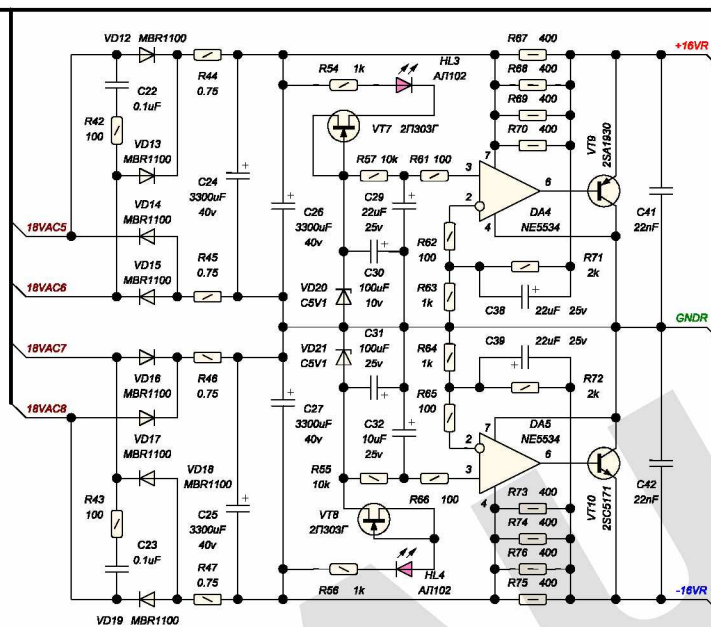 VD12 MBR1100
R44
0.75
C22
0.1uF
R42
100
VD13
MBR1100
VD14
MBR1100
C24
3300uF
40v
18VAC5
VD15
MBR1100
R45
0.75
18VAC6
18VAC7
VD16
MBR1100
R46
0.75
18VAC8
VD17
MBR1100
VD18
MBR1100
R43
100
C25
3300uF
40v
C23
0.1uF
R47
0.75
VD19 MBR1100
R54 1k
HL3
АЛ102
VT7 2П303Г
R57 10k
R61 100
C26
3300uF
40v
C29
22uF
25v
C30
100uF
10v
VD20
C5V1
VD21
C5V1
C31
100uF
25v
C27
3300uF
40v
C32
10uF
25v
R55
10k
R66 100
VT8
2П303Г
HL4
АЛ102
R56 1k
R67 400
R68 400
R69 400
R70 400
7
3
2
6
4
DA4
NE5534
VT9
2SA1930
R62
100
R63
1k
R71
2k
C38 22uF 25v
C41
22nF
C39 22uF 25v
R64
1k
R65
100
R72
2k
7
2
3
6
4
DA5
NE5534
VT10
2SC5171
R73 400
R74 400
R76 400
R75 400
C42
22nF
+16VR
GNDR
-16VR